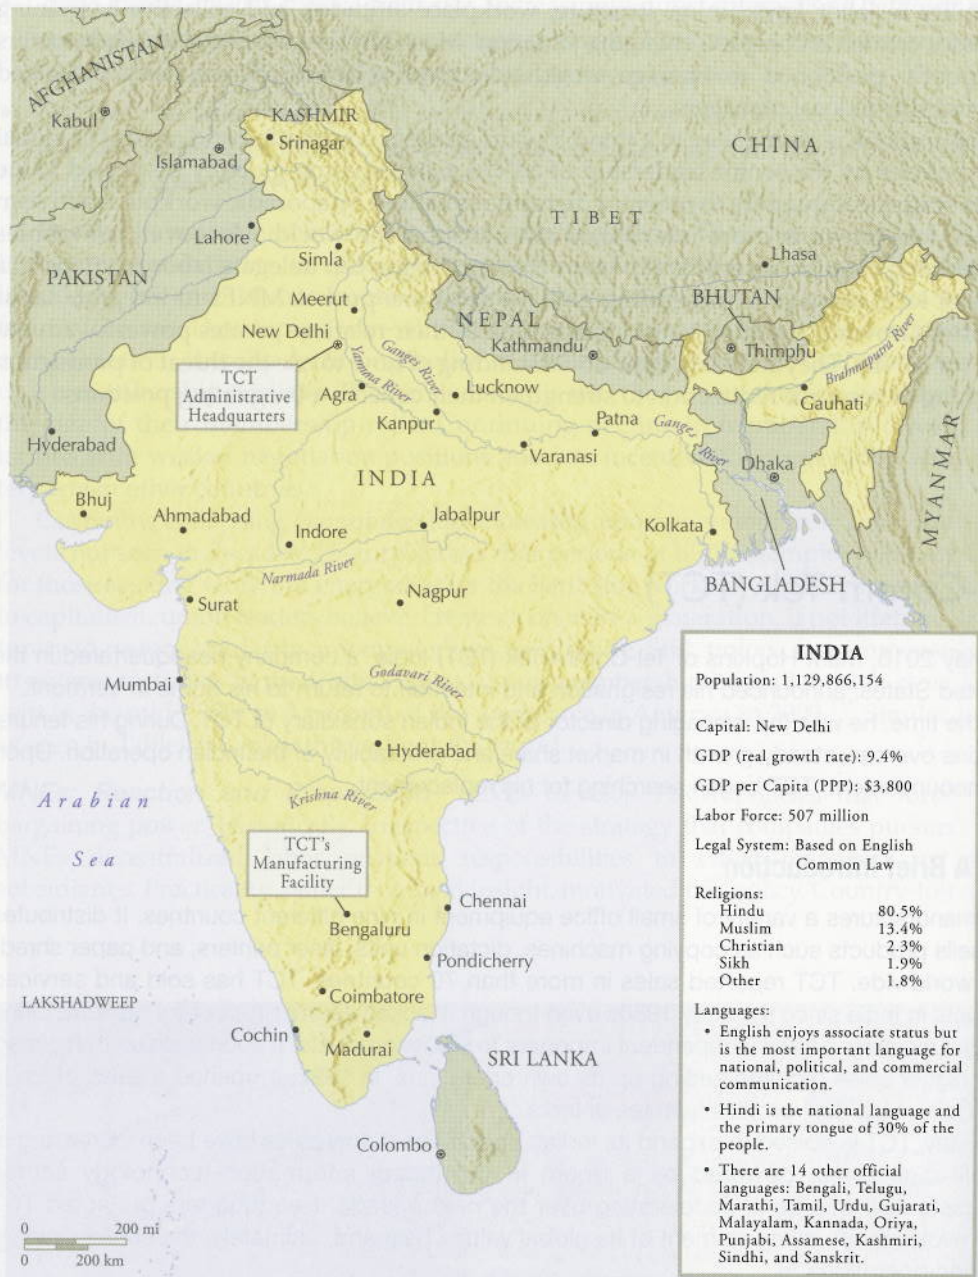 AFGHANISTAN
Kabul
KASHMIR
Srinagar
Islamabad
CHINA
TIBET
Lahore
Simla
Lhasa
PAKISTAN
Meerut
BHUTAN
NEPAL
New Delhi
Kathmandu
Thimphu
Ganges River
Yamuna River
Brahmaputra River
TCT
Administrative
Headquarters
Agra
Lucknow
Gauhati
Kanpur
Patna
Ganges River
Hyderabad
Varanasi
Dhaka
INDIA
MYANMAR
Bhuj
Ahmadabad
Jabalpur
Kolkata
Indore
Narmada River
BANGLADESH
Surat
Nagpur
Mumbai
Godavari River
Hyderabad
Arabian
Sea
Krishna River
TCT's
Manufacturing
Facility
Chennai
Bengaluru
Pondicherry
LAKSHADWEEP
Coimbatore
Cochin
Madurai
SRI LANKA
Colombo
0 200 mi
0 200 km
INDIA
Population: 1,129,866,154
Capital: New Delhi
GDP (real growth rate): 9.4%
GDP per Capita (PPP): $3,800
Labor Force: 507 million
Legal System: Based on English
Common Law
Religions:
Hindu 80.5%
Muslim 13.4%
Christian 2.3%
Sikh 1.9%
Other 1.8%
Languages:
• English enjoys associate status but
is the most important language for
national, political, and commercial
communication.
• Hindi is the national language and
the primary tongue of 30% of the
people.
• There are 14 other official
languages: Bengali, Telugu,
Marathi, Tamil, Urdu, Gujarati,
Malayalam, Kannada, Oriya,
Punjabi, Assamese, Kashmiri,
Sindhi, and Sanskrit.